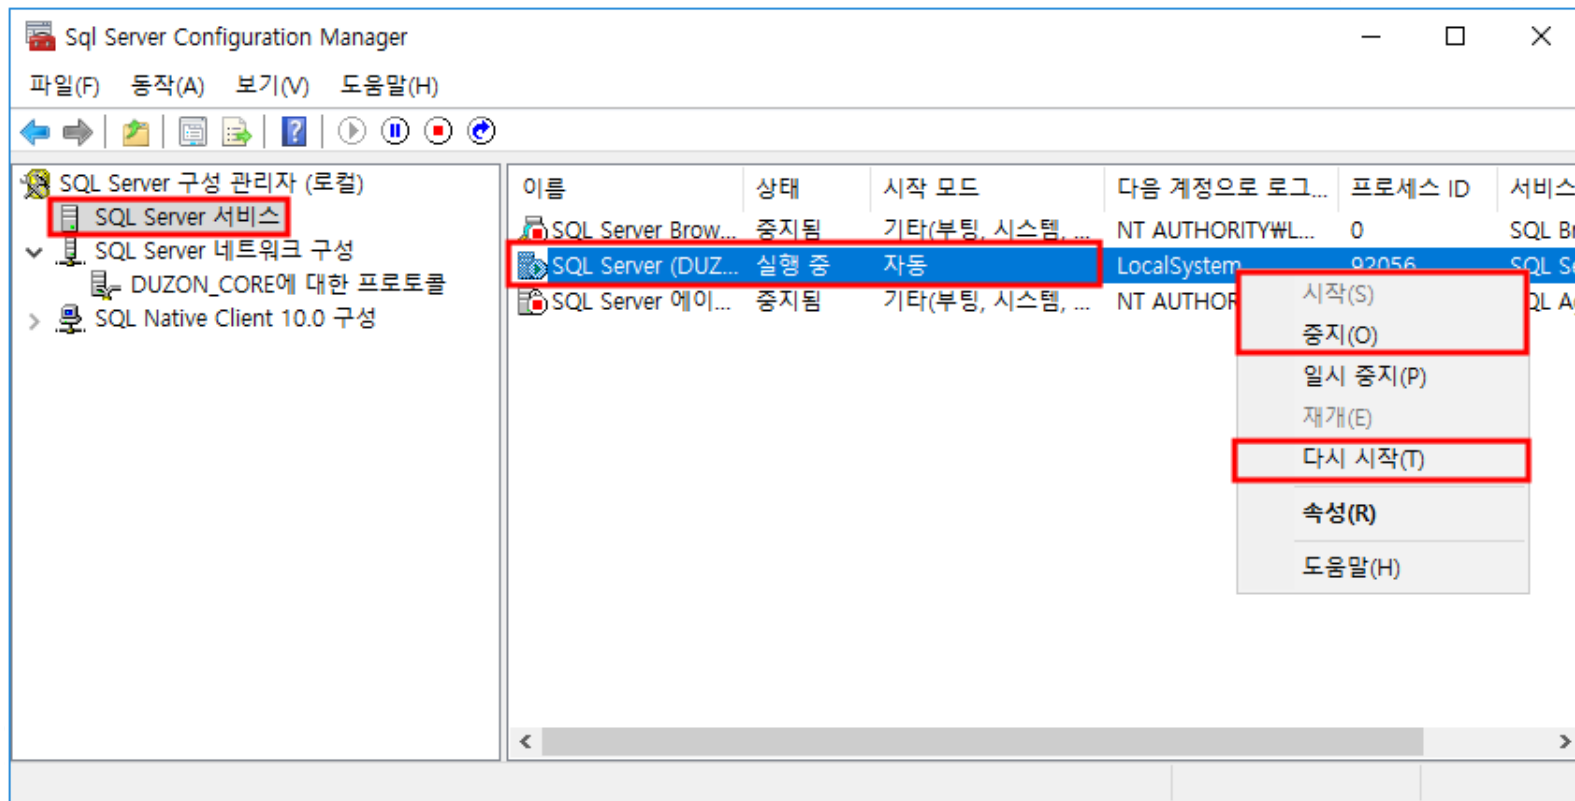 Sql Server Configuration Manager
파일(F) 동작(A) 보기(V) 도움말(H)
SQL Server 구성 관리자 (로컬)
SQL Server 서비스
SQL Server 네트워크 구성
DUZON_CORE에 대한 프로토콜
SQL Native Client 10.0 구성
이름 상태 시작 모드 다음 계정으로 로그... 프로세스 ID 서비스
SQL Server Brow... 중지됨 기타(부팅, 시스템, ... NT AUTHORITY₩L... 0 SQL Br
SQL Server (DUZ... 실행 중 자동 LocalSystem 92056 SQL Se
SQL Server 에이... 중지됨 기타(부팅, 시스템, ... NT AUTHOR QL A
시작(S)
중지(O)
일시 중지(P)
재개(E)
다시 시작(T)
속성(R)
도움말(H)